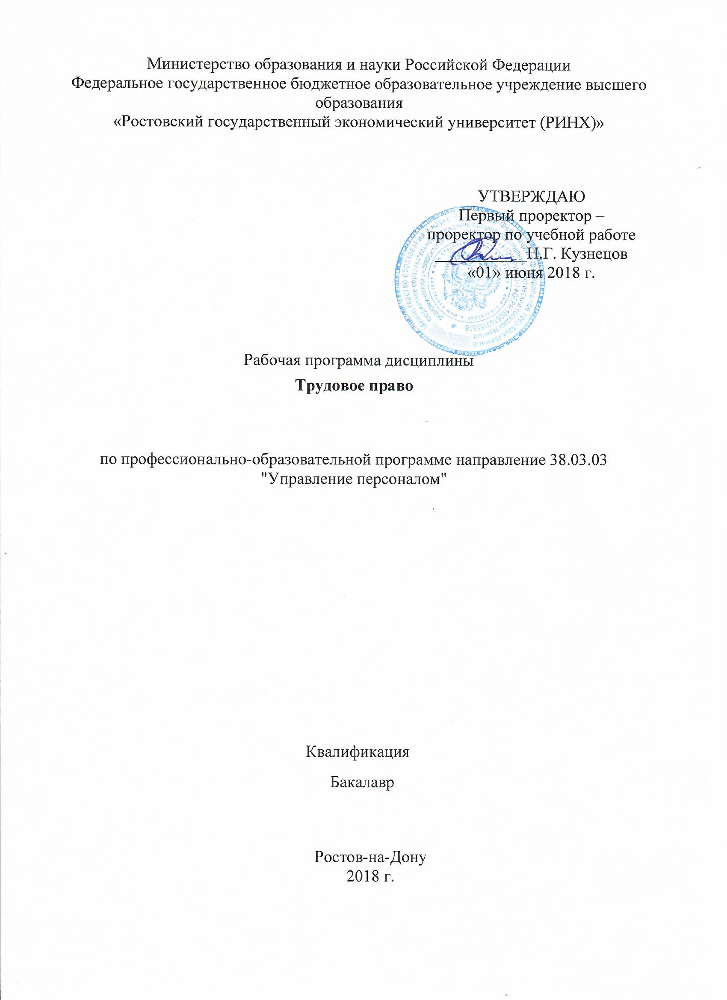 Министерство образования и науки Российской Федерации
Федеральное государственное бюджетное образовательное учреждение высшего
образования
«Ростовский государственный экономический университет (РИНХ)»
УТВЕРЖДАЮ
Первый проректор –
проректор по учебной работе
Н.Г. Кузнецов
«01» июня 2018 г.
Рабочая программа дисциплины
Трудовое право
по профессионально-образовательной программе направление 38.03.03
"Управление персоналом"
Квалификация
Бакалавр
Ростов-на-Дону
2018 г.